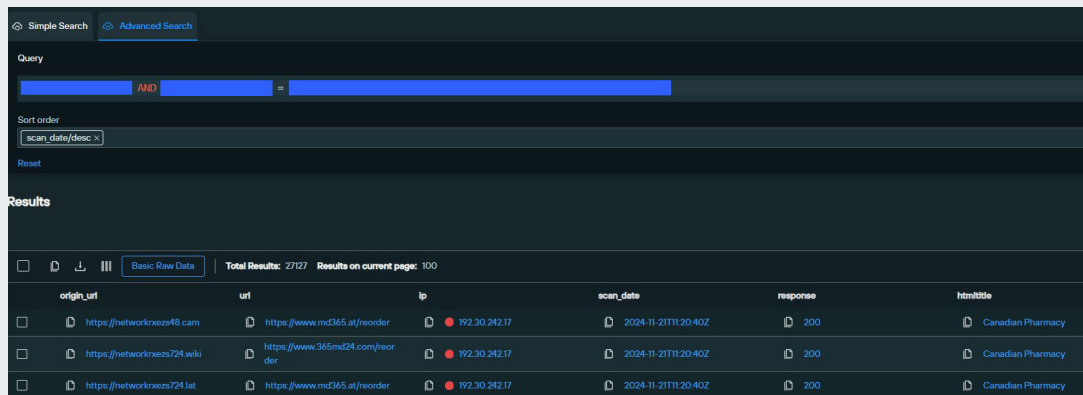 Simple Search Advanced Search
Query
AND =
Sort order
scan_date/desc ×
Reset
Results
Basic Raw Data Total Results: 27127 Results on current page: 100
origin_url url ip scan_date response htmltitle
https://networkrxezs48.cam https://www.md365.at/reorder 192.30.242.17 2024-11-21T11:20:40Z 200 Canadian Pharmacy
https://networkrxezs724.wiki https://www.365md24.com/reor
der 192.30.242.17 2024-11-21T11:20:40Z 200 Canadian Pharmacy
https://networkrxezs724.lat https://www.md365.at/reorder 192.30.242.17 2024-11-21T11:20:40Z 200 Canadian Pharmacy